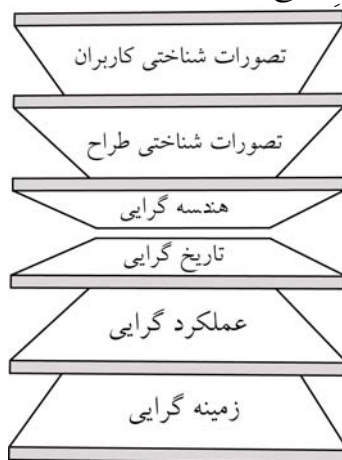 تصورات شناختی کاربران
تصورات شناختی طراح
هندسه گرایی
تاریخ گرایی
عملکرد گرایی
زمینه گرایی